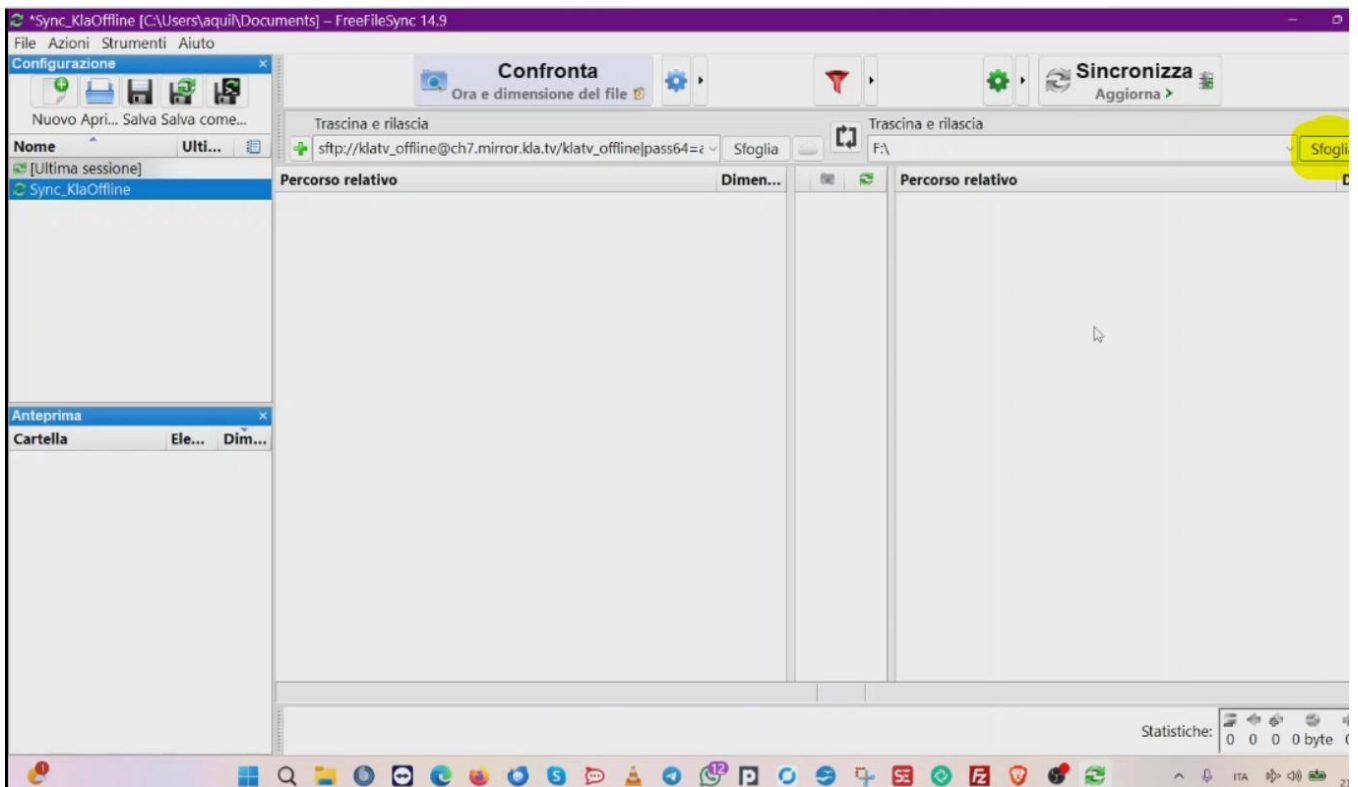 *Sync_KlaOffline [C:\Users\aquil\Documents] – FreeFileSync 14.9
File Azioni Strumenti Aiuto
Configurazione
Nuovo Apri... Salva Salva come...
Nome Ulti...
[Ultima sessione]
Sync_KlaOffline
Confronta
Ora e dimensione del file
Sincronizza
Aggiorna >
Trascina e rilascia
sftp://klatv_offline@ch7.mirror.kla.tv/klatv_offline|pass64=
Sfoglia
Trascina e rilascia
F:\
Sfogli
Percorso relativo Dimen...
Percorso relativo
Anteprima
Cartella Ele... Dim...
Statistiche:
0 0 0 0 byte
12
ITA